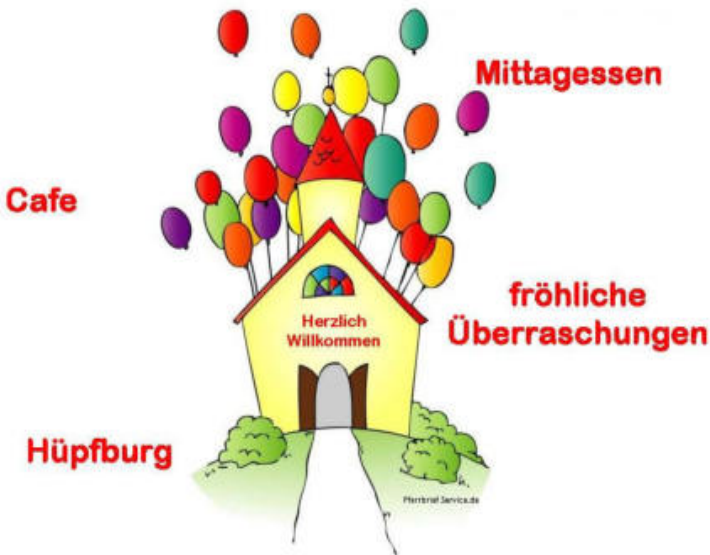 Mittagessen
Cafe
fröhliche
Überraschungen
Herzlich
Willkommen
Hüpfburg
Pfarrbrief Service.de